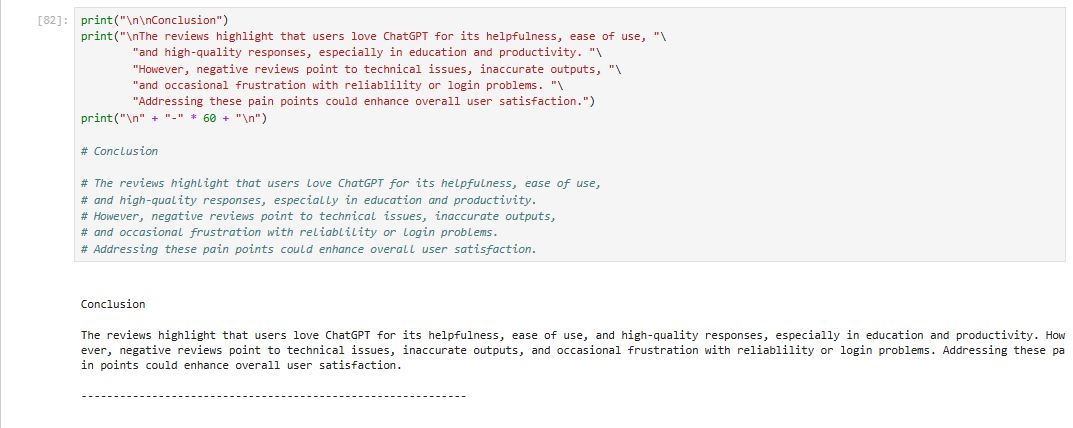 [82]: print("\n\nConclusion")
print("\nThe reviews highlight that users love ChatGPT for its helpfulness, ease of use, "\
"and high-quality responses, especially in education and productivity. "\
"However, negative reviews point to technical issues, inaccurate outputs, "\
"and occasional frustration with reliablility or login problems. "\
"Addressing these pain points could enhance overall user satisfaction.")
print("\n" + "-" * 60 + "\n")
# Conclusion
# The reviews highlight that users love ChatGPT for its helpfulness, ease of use,
# and high-quality responses, especially in education and productivity.
# However, negative reviews point to technical issues, inaccurate outputs,
# and occasional frustration with reliablility or login problems.
# Addressing these pain points could enhance overall user satisfaction.
Conclusion
The reviews highlight that users love ChatGPT for its helpfulness, ease of use, and high-quality responses, especially in education and productivity. How
ever, negative reviews point to technical issues, inaccurate outputs, and occasional frustration with reliablility or login problems. Addressing these pa
in points could enhance overall user satisfaction.
------------------------------------------------------------